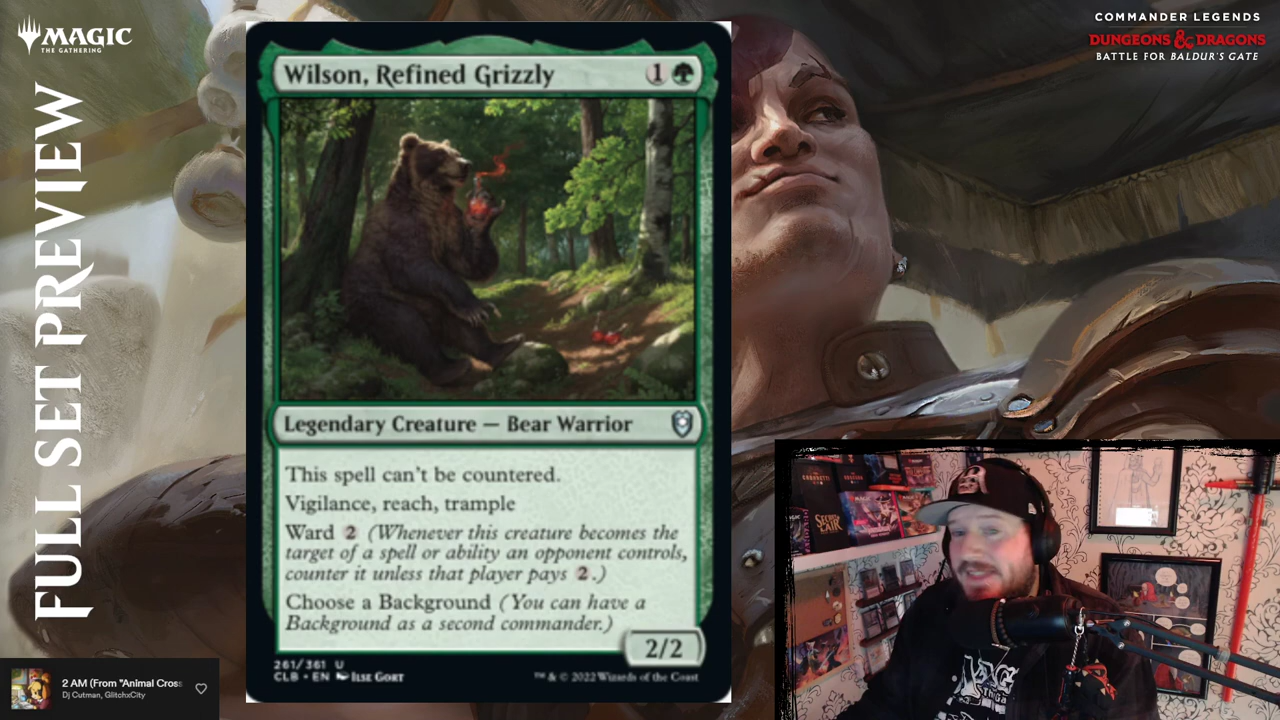 MAGIC
THE GATHERING
FULL SET PREVIEW
COMMANDER LEGENDS
DUNGEONS & DRAGONS
BATTLE FOR BALDUR'S GATE
Wilson, Refined Grizzly 1
Legendary Creature — Bear Warrior
This spell can't be countered.
Vigilance, reach, trample
Ward 2 (Whenever this creature becomes the
target of a spell or ability an opponent controls,
counter it unless that player pays 2.)
Choose a Background (You can have a
Background as a second commander.)
2/2
261/361 U
CLB • EN ILSE GORT
™ & © 2022 Wizards of the Coast
2 AM (From "Animal Cross
Dj Cutman, GlitchxCity
SECRET
LAIR